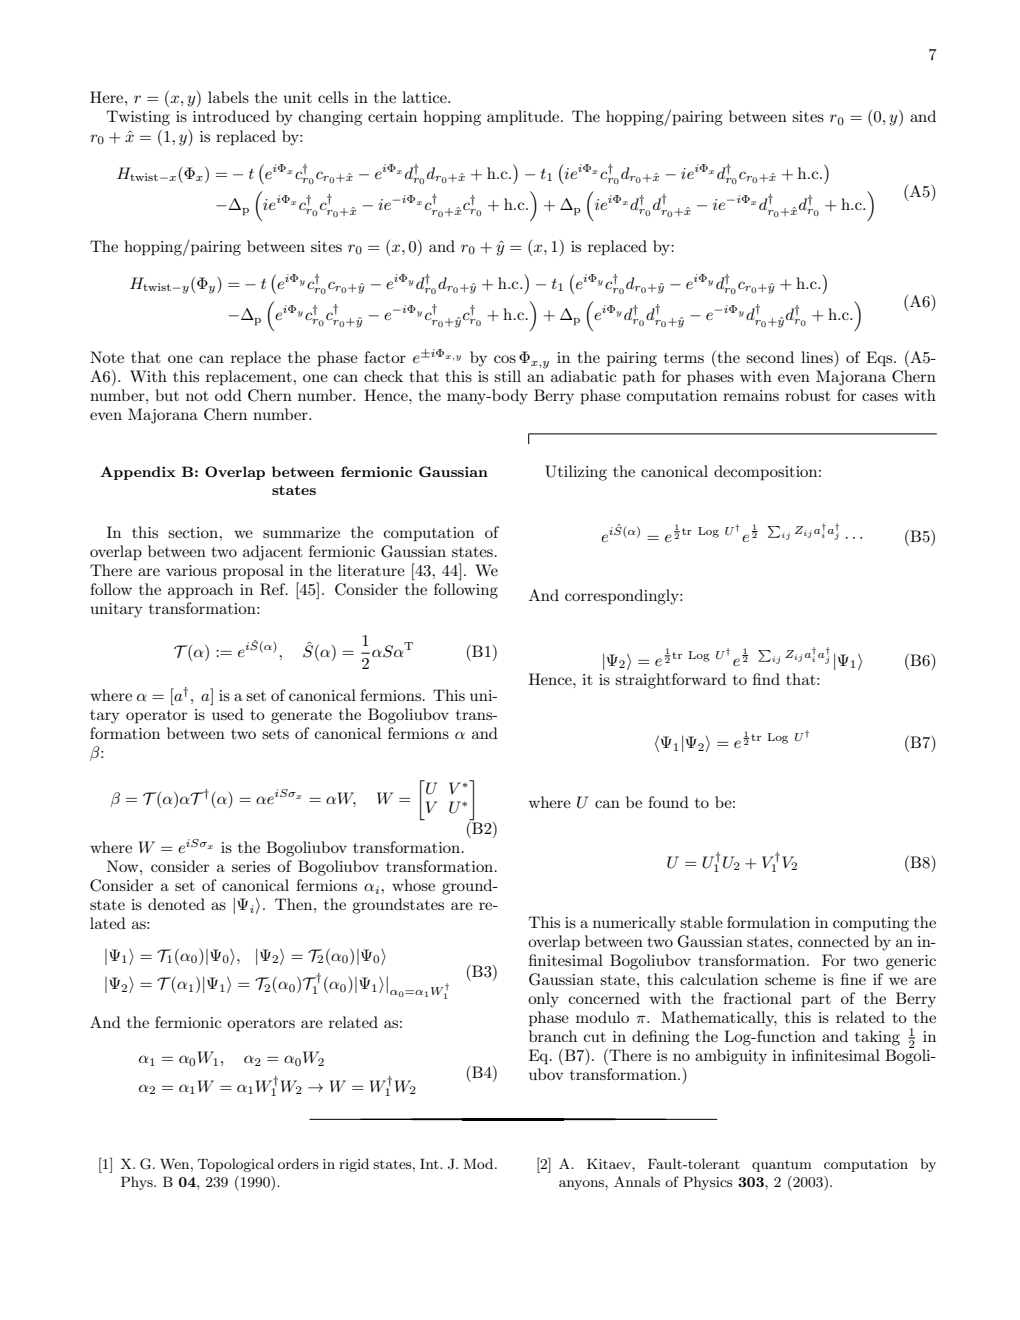 7
Here, r = (x, y) labels the unit cells in the lattice.
Twisting is introduced by changing certain hopping amplitude. The hopping/pairing between sites r₀ = (0, y) and
r₀ + x̂ = (1, y) is replaced by:
H_{twist−x}(Φ_x) = − t (e^{iΦ_x} c†_{r₀} c_{r₀+x̂} − e^{iΦ_x} d†_{r₀} d_{r₀+x̂} + h.c.) − t₁ (ie^{iΦ_x} c†_{r₀} d_{r₀+x̂} − ie^{iΦ_x} d†_{r₀} c_{r₀+x̂} + h.c.)
−Δ_p (ie^{iΦ_x} c†_{r₀} c†_{r₀+x̂} − ie^{−iΦ_x} c†_{r₀+x̂} c†_{r₀} + h.c.) + Δ_p (ie^{iΦ_x} d†_{r₀} d†_{r₀+x̂} − ie^{−iΦ_x} d†_{r₀+x̂} d†_{r₀} + h.c.) (A5)
The hopping/pairing between sites r₀ = (x, 0) and r₀ + ŷ = (x, 1) is replaced by:
H_{twist−y}(Φ_y) = − t (e^{iΦ_y} c†_{r₀} c_{r₀+ŷ} − e^{iΦ_y} d†_{r₀} d_{r₀+ŷ} + h.c.) − t₁ (e^{iΦ_y} c†_{r₀} d_{r₀+ŷ} − e^{iΦ_y} d†_{r₀} c_{r₀+ŷ} + h.c.)
−Δ_p (e^{iΦ_y} c†_{r₀} c†_{r₀+ŷ} − e^{−iΦ_y} c†_{r₀+ŷ} c†_{r₀} + h.c.) + Δ_p (e^{iΦ_y} d†_{r₀} d†_{r₀+ŷ} − e^{−iΦ_y} d†_{r₀+ŷ} d†_{r₀} + h.c.) (A6)
Note that one can replace the phase factor e^{±iΦ_{x,y}} by cos Φ_{x,y} in the pairing terms (the second lines) of Eqs. (A5-
A6). With this replacement, one can check that this is still an adiabatic path for phases with even Majorana Chern
number, but not odd Chern number. Hence, the many-body Berry phase computation remains robust for cases with
even Majorana Chern number.
Appendix B: Overlap between fermionic Gaussian
states
In this section, we summarize the computation of
overlap between two adjacent fermionic Gaussian states.
There are various proposal in the literature [43, 44]. We
follow the approach in Ref. [45]. Consider the following
unitary transformation:
𝒯(α) := e^{iŜ(α)}, Ŝ(α) = 1/2 αSα^T (B1)
where α = [a†, a] is a set of canonical fermions. This uni-
tary operator is used to generate the Bogoliubov trans-
formation between two sets of canonical fermions α and
β:
β = 𝒯(α)α𝒯†(α) = αe^{iSσ_x} = αW, W = [U V*; V U*]
(B2)
where W = e^{iSσ_x} is the Bogoliubov transformation.
Now, consider a series of Bogoliubov transformation.
Consider a set of canonical fermions α_i, whose ground-
state is denoted as |Ψ_i⟩. Then, the groundstates are re-
lated as:
|Ψ₁⟩ = 𝒯₁(α₀)|Ψ₀⟩, |Ψ₂⟩ = 𝒯₂(α₀)|Ψ₀⟩
|Ψ₂⟩ = 𝒯(α₁)|Ψ₁⟩ = 𝒯₂(α₀)𝒯₁†(α₀)|Ψ₁⟩|_{α₀=α₁W₁†} (B3)
And the fermionic operators are related as:
α₁ = α₀W₁, α₂ = α₀W₂
α₂ = α₁W = α₁W₁†W₂ → W = W₁†W₂ (B4)
Utilizing the canonical decomposition:
e^{iŜ(α)} = e^{½tr Log U†} e^{½ ∑_{ij} Z_{ij} a†_i a†_j} ⋯ (B5)
And correspondingly:
|Ψ₂⟩ = e^{½tr Log U†} e^{½ ∑_{ij} Z_{ij} a†_i a†_j} |Ψ₁⟩ (B6)
Hence, it is straightforward to find that:
⟨Ψ₁|Ψ₂⟩ = e^{½tr Log U†} (B7)
where U can be found to be:
U = U₁†U₂ + V₁†V₂ (B8)
This is a numerically stable formulation in computing the
overlap between two Gaussian states, connected by an in-
finitesimal Bogoliubov transformation. For two generic
Gaussian state, this calculation scheme is fine if we are
only concerned with the fractional part of the Berry
phase modulo π. Mathematically, this is related to the
branch cut in defining the Log-function and taking ½ in
Eq. (B7). (There is no ambiguity in infinitesimal Bogoli-
ubov transformation.)
[1] X. G. Wen, Topological orders in rigid states, Int. J. Mod.
Phys. B 04, 239 (1990).
[2] A. Kitaev, Fault-tolerant quantum computation by
anyons, Annals of Physics 303, 2 (2003).